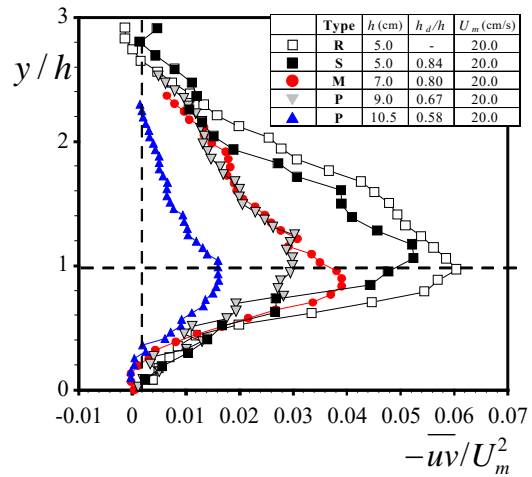 Type h (cm) h_d/h U_m (cm/s)
R 5.0 - 20.0
S 5.0 0.84 20.0
M 7.0 0.80 20.0
P 9.0 0.67 20.0
P 10.5 0.58 20.0
y/h
3
2
1
0
-0.01 0 0.01 0.02 0.03 0.04 0.05 0.06 0.07
$-\overline{uv}/U_m^2$